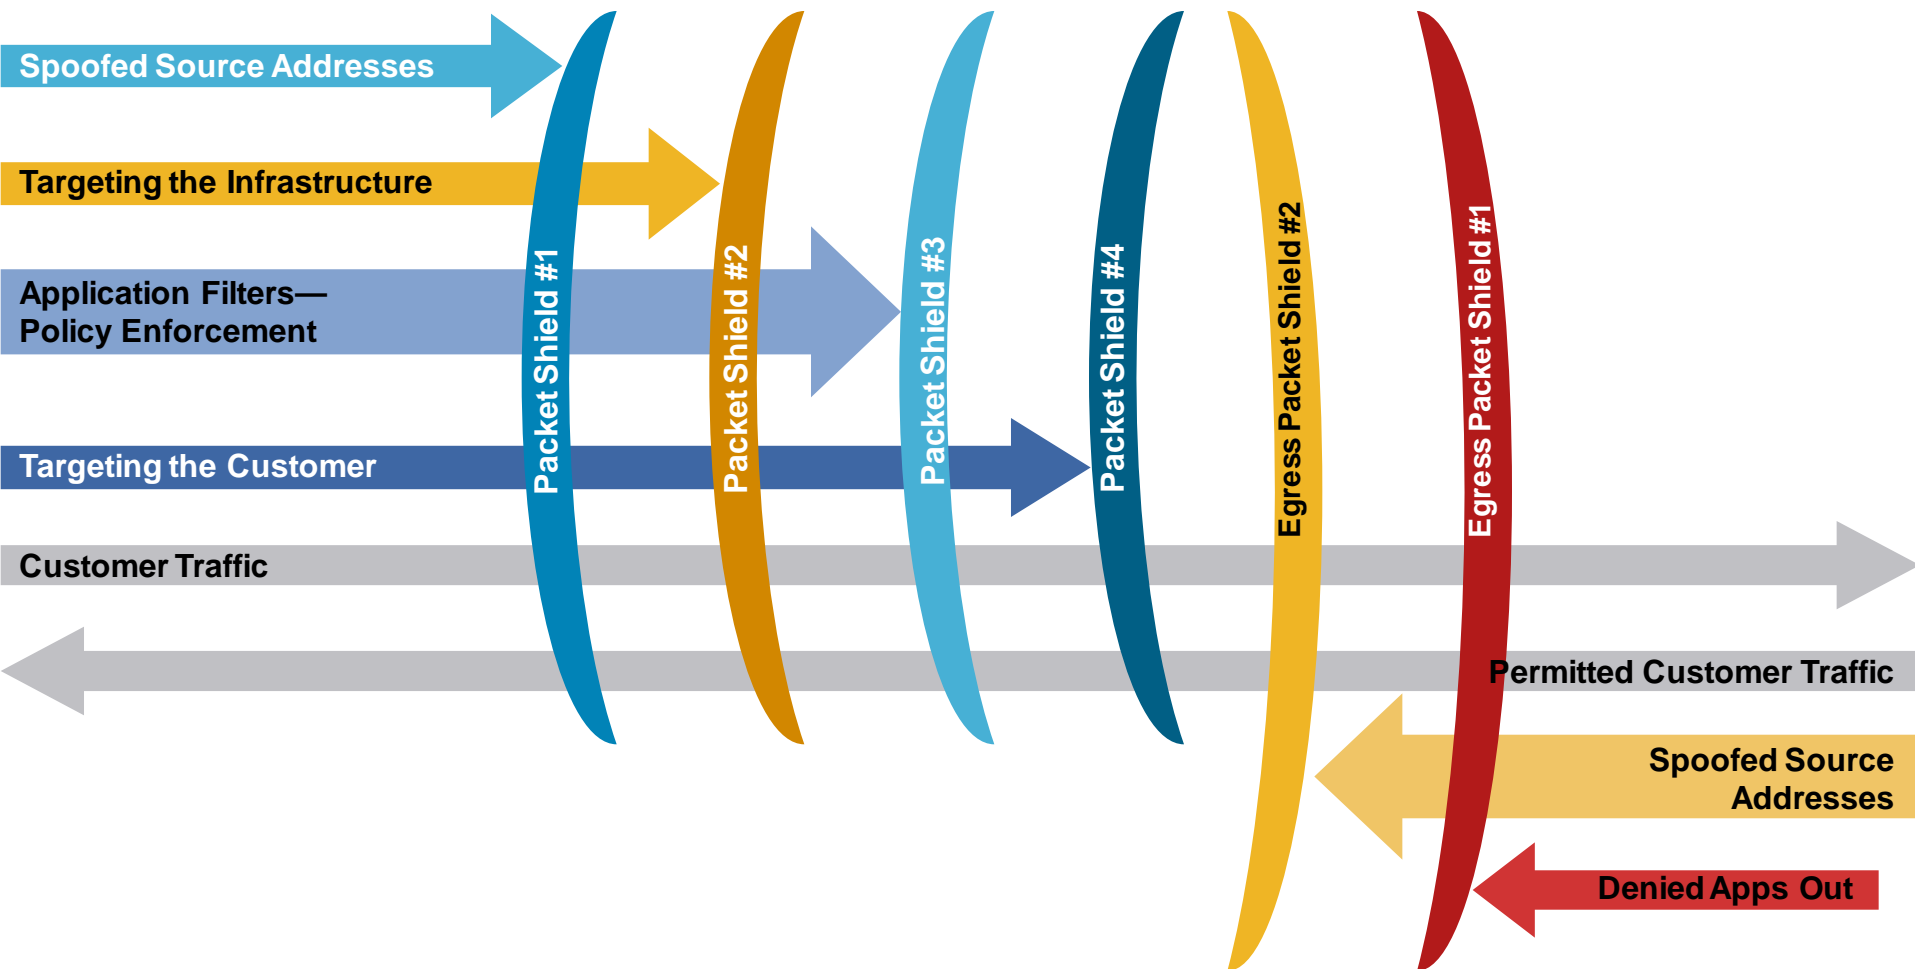 Spoofed Source Addresses
Targeting the Infrastructure
Application Filters—
Policy Enforcement
Targeting the Customer
Customer Traffic
Packet Shield #1
Packet Shield #2
Packet Shield #3
Packet Shield #4
Egress Packet Shield #2
Egress Packet Shield #1
Permitted Customer Traffic
Spoofed Source
Addresses
Denied Apps Out